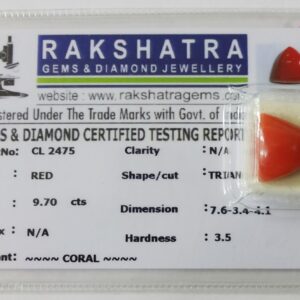 RAKSHATRA
GEMS & DIAMOND JEWELLERY
website : www.rakshatragems.co
stered Under The Trade Marks with Govt. of Indi
S & DIAMOND CERTIFIED TESTING REPORT
No: CL 2475 Clarity : N/A
RED Shape/cut : TRIAN
9.70 cts Dimension : 7.6-3.4-4.1
x : N/A Hardness : 3.5
ent: ~~~~ CORAL ~~~~